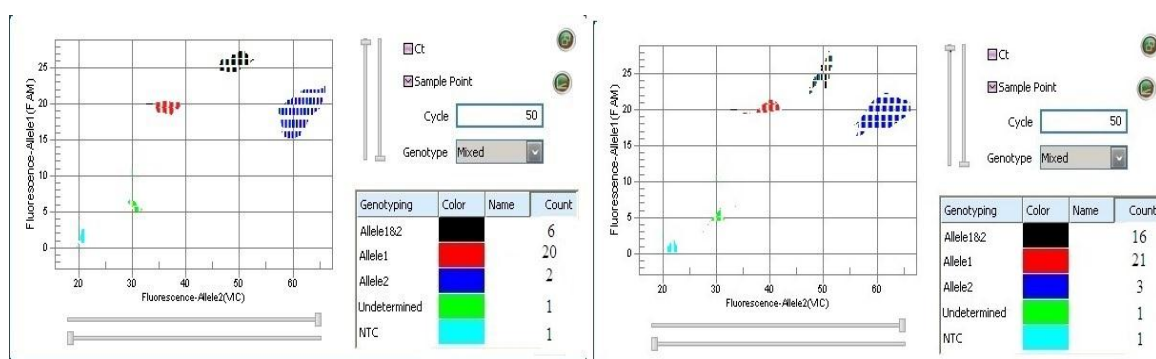 Fluorescence-Allele1(F.AM)
25
20
15
10
5
0
20 30 40 50 60
Fluorescence-Allele2(VIC)
Ct
Sample Point
Cycle 50
Genotype Mixed
Genotyping Color Name Count
Allele1&2 6
Allele1 20
Allele2 2
Undetermined 1
NTC 1
Fluorescence-Allele1(FAM)
25
20
15
10
5
0
20 30 40 50 60
Fluorescence-Allele2(VIC)
Ct
Sample Point
Cycle 50
Genotype Mixed
Genotyping Color Name Count
Allele1&2 16
Allele1 21
Allele2 3
Undetermined 1
NTC 1